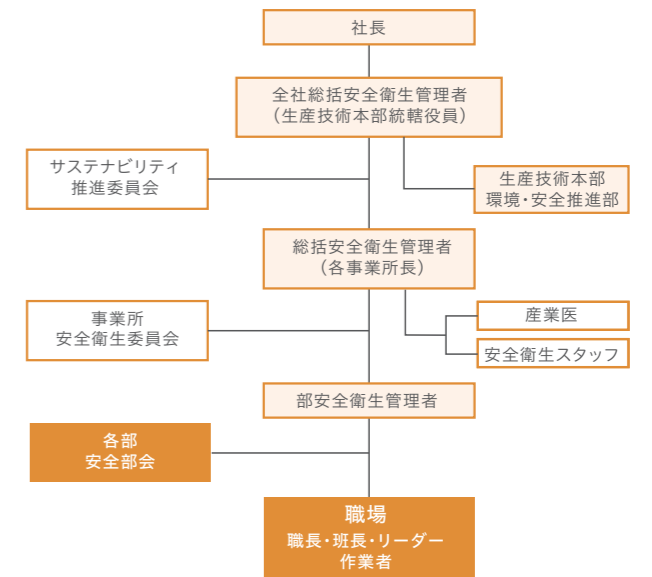 社長
全社総括安全衛生管理者
（生産技術本部統轄役員）
サステナビリティ
推進委員会
生産技術本部
環境・安全推進部
総括安全衛生管理者
（各事業所長）
事業所
安全衛生委員会
産業医
安全衛生スタッフ
部安全衛生管理者
各部
安全部会
職場
職長・班長・リーダー
作業者